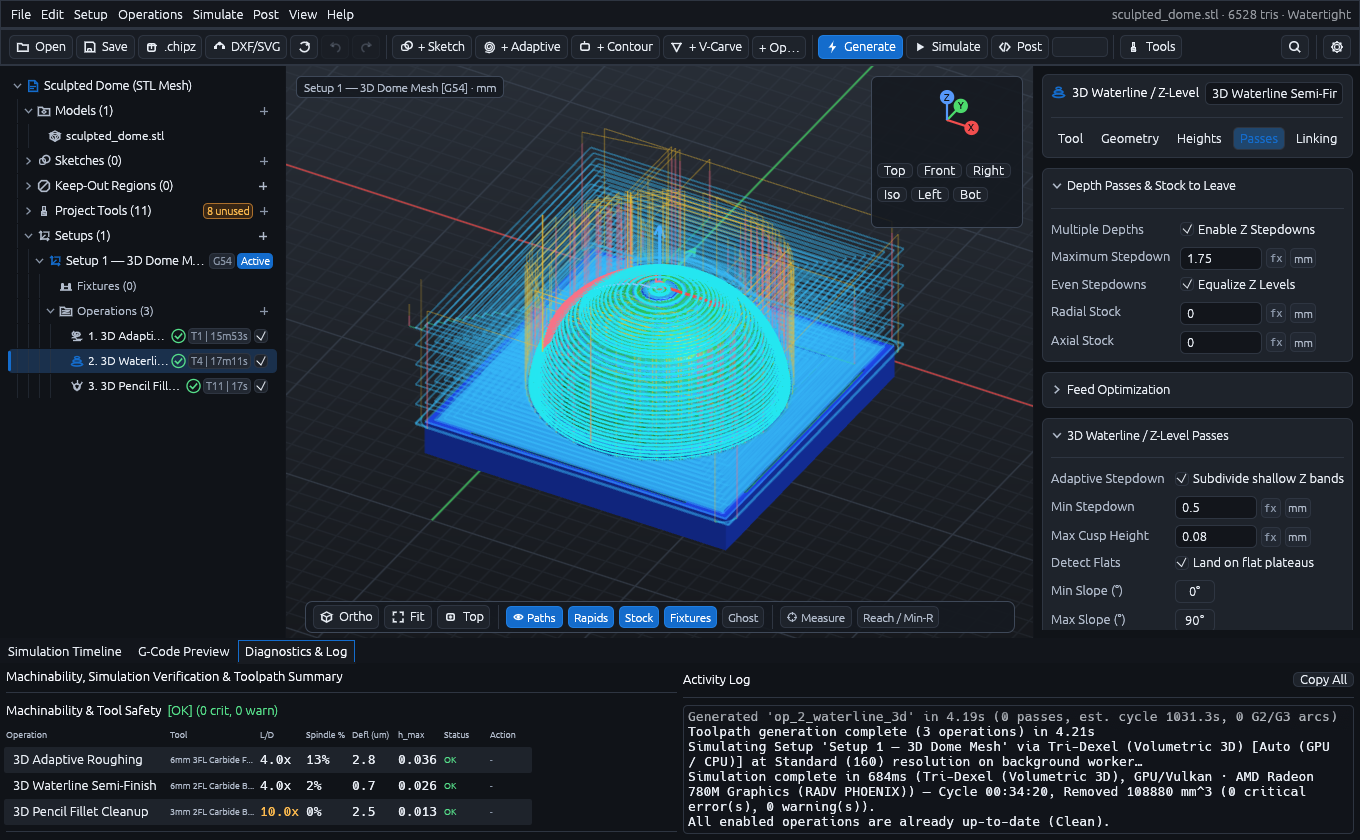 File Edit Setup Operations Simulate Post View Help
sculpted_dome.stl · 6528 tris · Watertight
Open Save .chipz DXF/SVG + Sketch + Adaptive + Contour + V-Carve + Op... Generate Simulate Post Tools
Sculpted Dome (STL Mesh)
Models (1) +
sculpted_dome.stl
Sketches (0) +
Keep-Out Regions (0) +
Project Tools (11) 8 unused +
Setups (1) +
Setup 1 — 3D Dome M... G54 Active
Fixtures (0)
Operations (3) +
1. 3D Adapti... T1 | 15m53s
2. 3D Waterli... T4 | 17m11s
3. 3D Pencil Fill... T11 | 17s
Setup 1 — 3D Dome Mesh [G54] · mm
Z
Y
X
Top Front Right
Iso Left Bot
Ortho Fit Top Paths Rapids Stock Fixtures Ghost Measure Reach / Min-R
3D Waterline / Z-Level 3D Waterline Semi-Fir
Tool Geometry Heights Passes Linking
Depth Passes & Stock to Leave
Multiple Depths Enable Z Stepdowns
Maximum Stepdown 1.75 fx mm
Even Stepdowns Equalize Z Levels
Radial Stock 0 fx mm
Axial Stock 0 fx mm
Feed Optimization
3D Waterline / Z-Level Passes
Adaptive Stepdown Subdivide shallow Z bands
Min Stepdown 0.5 fx mm
Max Cusp Height 0.08 fx mm
Detect Flats Land on flat plateaus
Min Slope (°) 0°
Max Slope (°) 90°
Simulation Timeline G-Code Preview Diagnostics & Log
Machinability, Simulation Verification & Toolpath Summary
Machinability & Tool Safety [OK] (0 crit, 0 warn)
Operation Tool L/D Spindle % Defl (um) h_max Status Action
3D Adaptive Roughing 6mm 3FL Carbide F... 4.0x 13% 2.8 0.036 OK -
3D Waterline Semi-Finish 6mm 2FL Carbide B... 4.0x 2% 0.7 0.026 OK -
3D Pencil Fillet Cleanup 3mm 2FL Carbide B... 10.0x 0% 2.5 0.013 OK -
Activity Log Copy All
Generated 'op_2_waterline_3d' in 4.19s (0 passes, est. cycle 1031.3s, 0 G2/G3 arcs)
Toolpath generation complete (3 operations) in 4.21s
Simulating Setup 'Setup 1 — 3D Dome Mesh' via Tri-Dexel (Volumetric 3D) [Auto (GPU
/ CPU)] at Standard (160) resolution on background worker…
Simulation complete in 684ms (Tri-Dexel (Volumetric 3D), GPU/Vulkan · AMD Radeon
780M Graphics (RADV PHOENIX)) — Cycle 00:34:20, Removed 108880 mm^3 (0 critical
error(s), 0 warning(s)).
All enabled operations are already up-to-date (Clean).